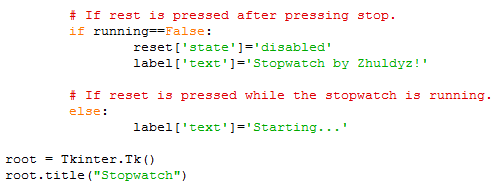 # If rest is pressed after pressing stop.
if running==False:
reset['state']='disabled'
label['text']='Stopwatch by Zhuldyz!'
# If reset is pressed while the stopwatch is running.
else:
label['text']='Starting...'
root = Tkinter.Tk()
root.title("Stopwatch")